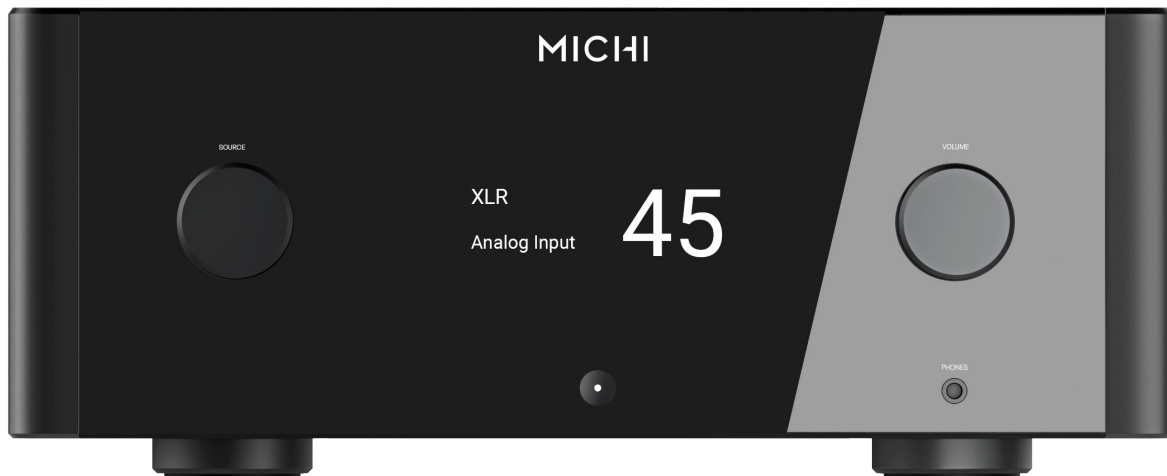 MICHI
SOURCE
VOLUME
XLR
45
Analog Input
PHONES